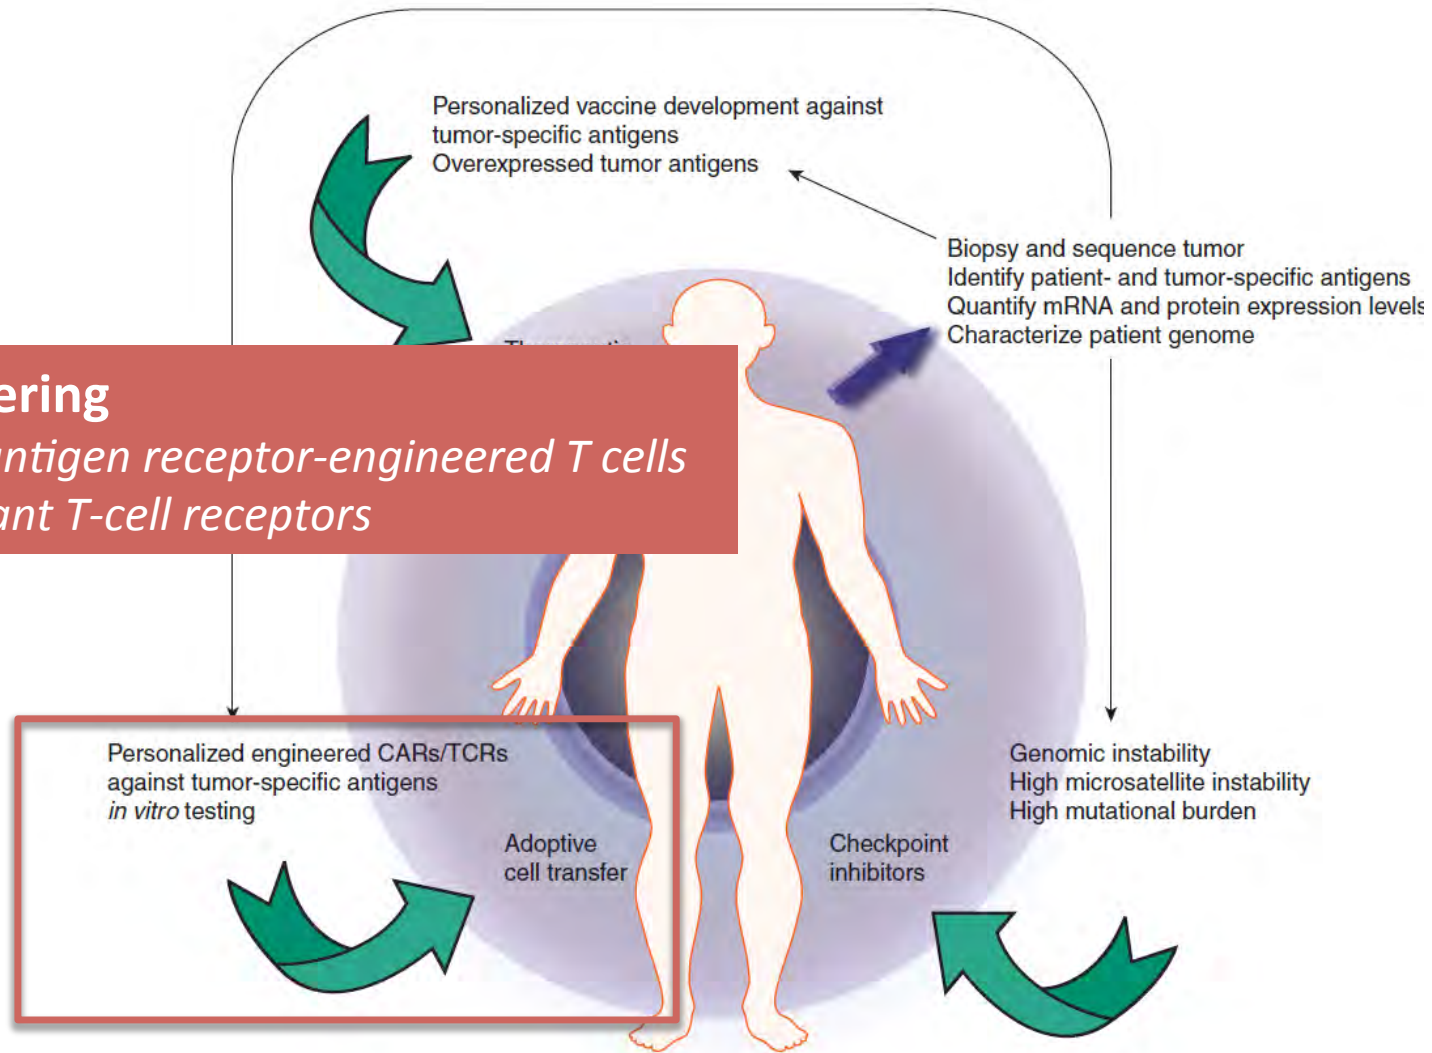 Personalized vaccine development against
tumor-specific antigens
Overexpressed tumor antigens
Biopsy and sequence tumor
Identify patient- and tumor-specific antigens
Quantify mRNA and protein expression levels
Characterize patient genome
ering
antigen receptor-engineered T cells
ant T-cell receptors
Personalized engineered CARs/TCRs
against tumor-specific antigens
in vitro testing
Adoptive
cell transfer
Checkpoint
inhibitors
Genomic instability
High microsatellite instability
High mutational burden